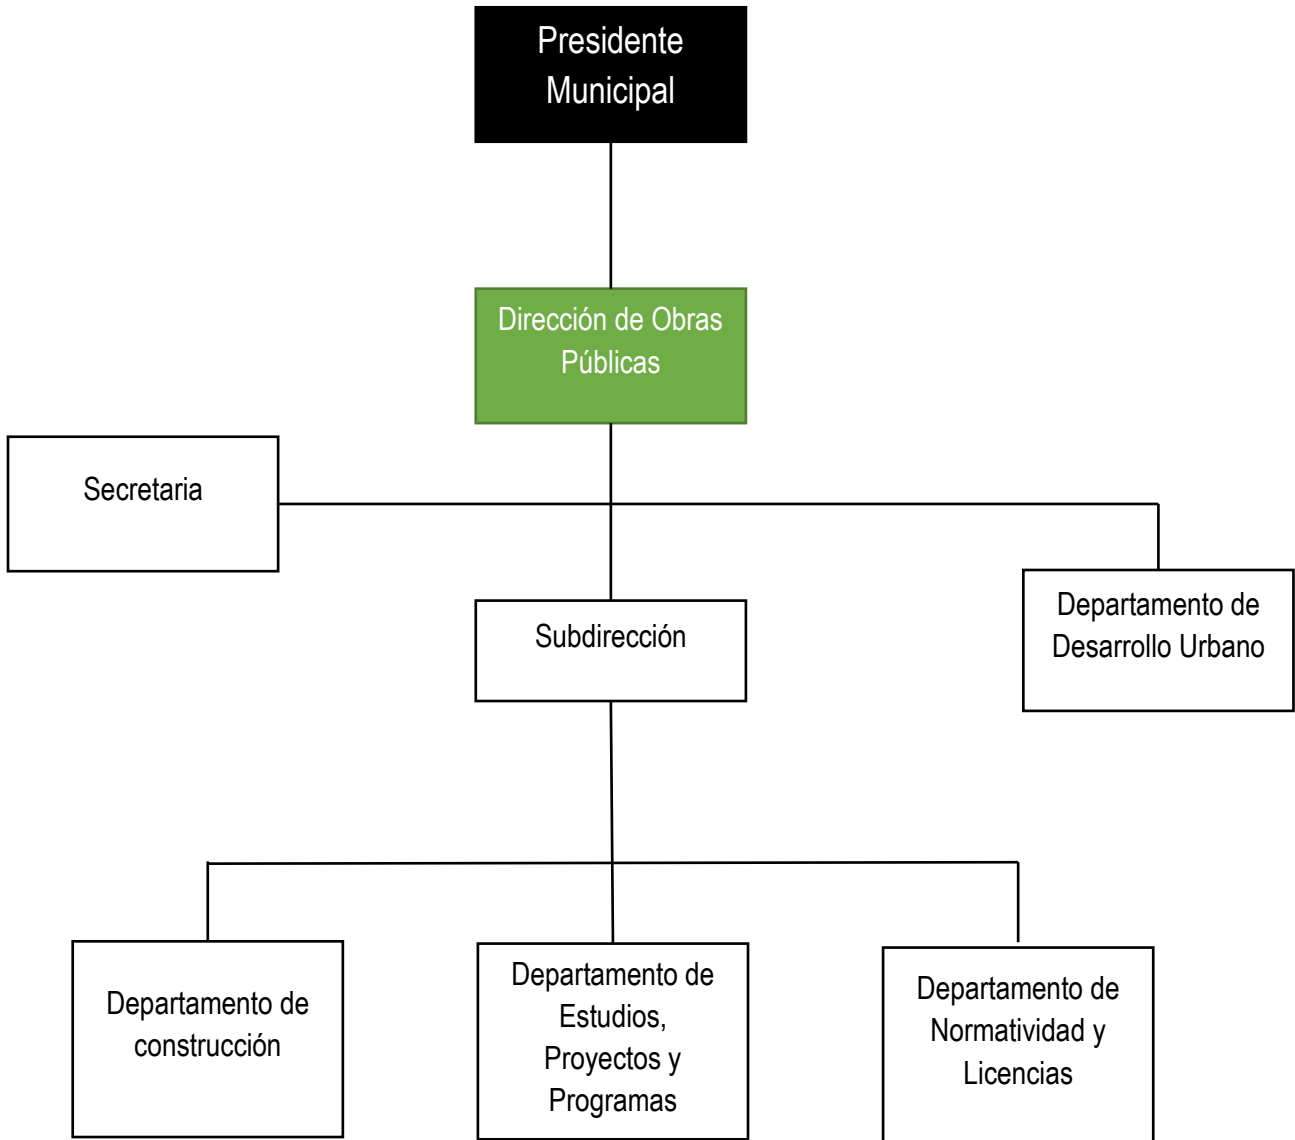 Presidente
Municipal
Dirección de Obras
Públicas
Secretaria
Subdirección
Departamento de
Desarrollo Urbano
Departamento de
construcción
Departamento de
Estudios,
Proyectos y
Programas
Departamento de
Normatividad y
Licencias